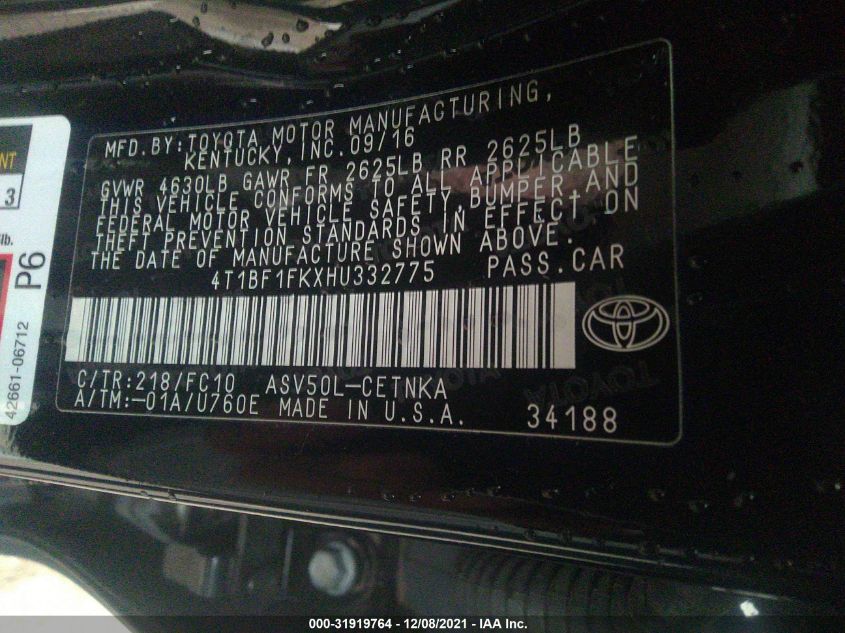 MFD.BY:TOYOTA MOTOR MANUFACTURING,
KENTUCKY,INC.09/16
GVWR 4630LB GAWR FR 2625LB RR 2625LB
THIS VEHICLE CONFORMS TO ALL APPLICABLE
FEDERAL MOTOR VEHICLE SAFETY,BUMPER,AND
THEFT PREVENTION STANDARDS IN EFFECT ON
THE DATE OF MANUFACTURE SHOWN ABOVE.
4T1BF1FKXHU332775 PASS.CAR
C/TR:218/FC10 ASV50L-CETNKA
A/TM:-01A/U760E MADE IN U.S.A. 34188
NT
3
lb.
P6
42661-06712
000-31919764 - 12/08/2021 - IAA Inc.